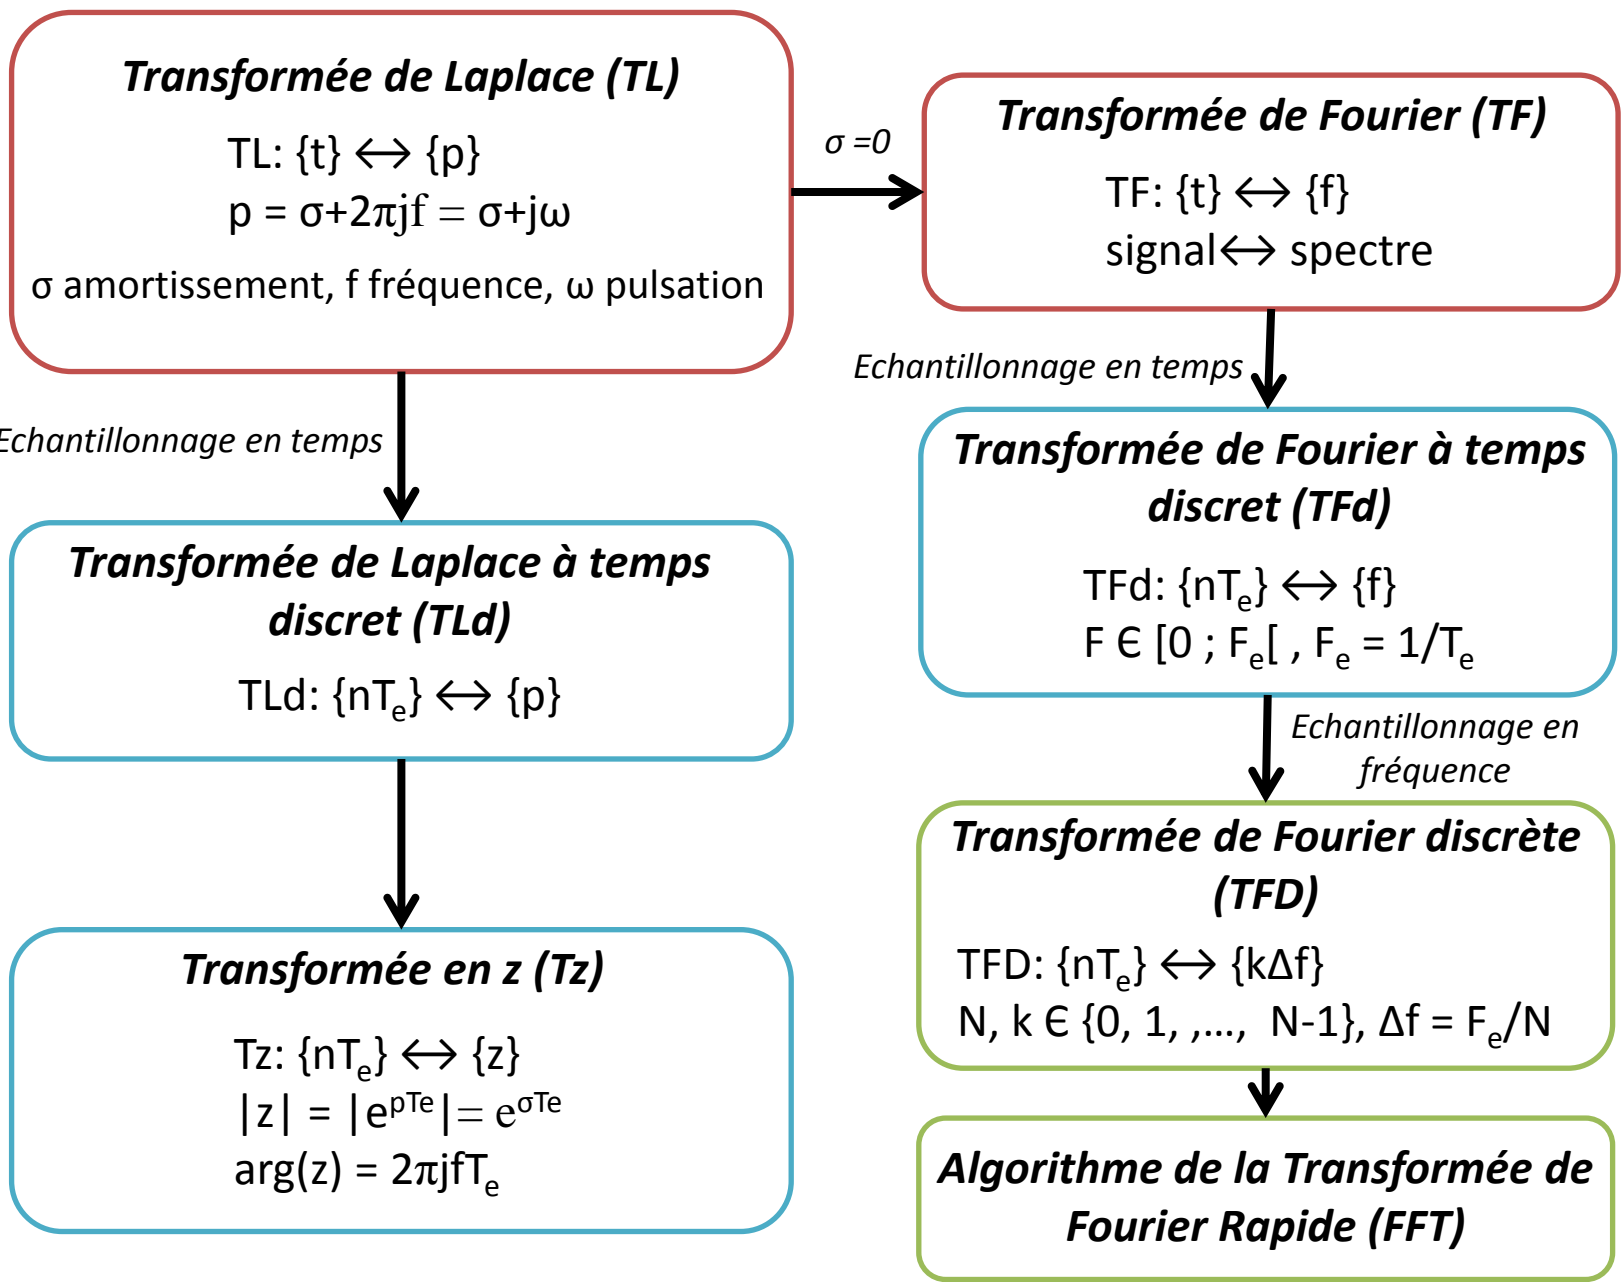 Transformée de Laplace (TL)
TL: {t} ↔ {p}
p = σ+2πjf = σ+jω
σ amortissement, f fréquence, ω pulsation
σ =0
Transformée de Fourier (TF)
TF: {t} ↔ {f}
signal↔ spectre
Echantillonnage en temps
Echantillonnage en temps
Transformée de Laplace à temps
discret (TLd)
TLd: {nTe} ↔ {p}
Transformée de Fourier à temps
discret (TFd)
TFd: {nTe} ↔ {f}
F Є [0 ; Fe[ , Fe = 1/Te
Echantillonnage en
fréquence
Transformée en z (Tz)
Tz: {nTe} ↔ {z}
|z| = |e^pTe|= e^σTe
arg(z) = 2πjfTe
Transformée de Fourier discrète
(TFD)
TFD: {nTe} ↔ {kΔf}
N, k Є {0, 1, ,…, N-1}, Δf = Fe/N
Algorithme de la Transformée de
Fourier Rapide (FFT)